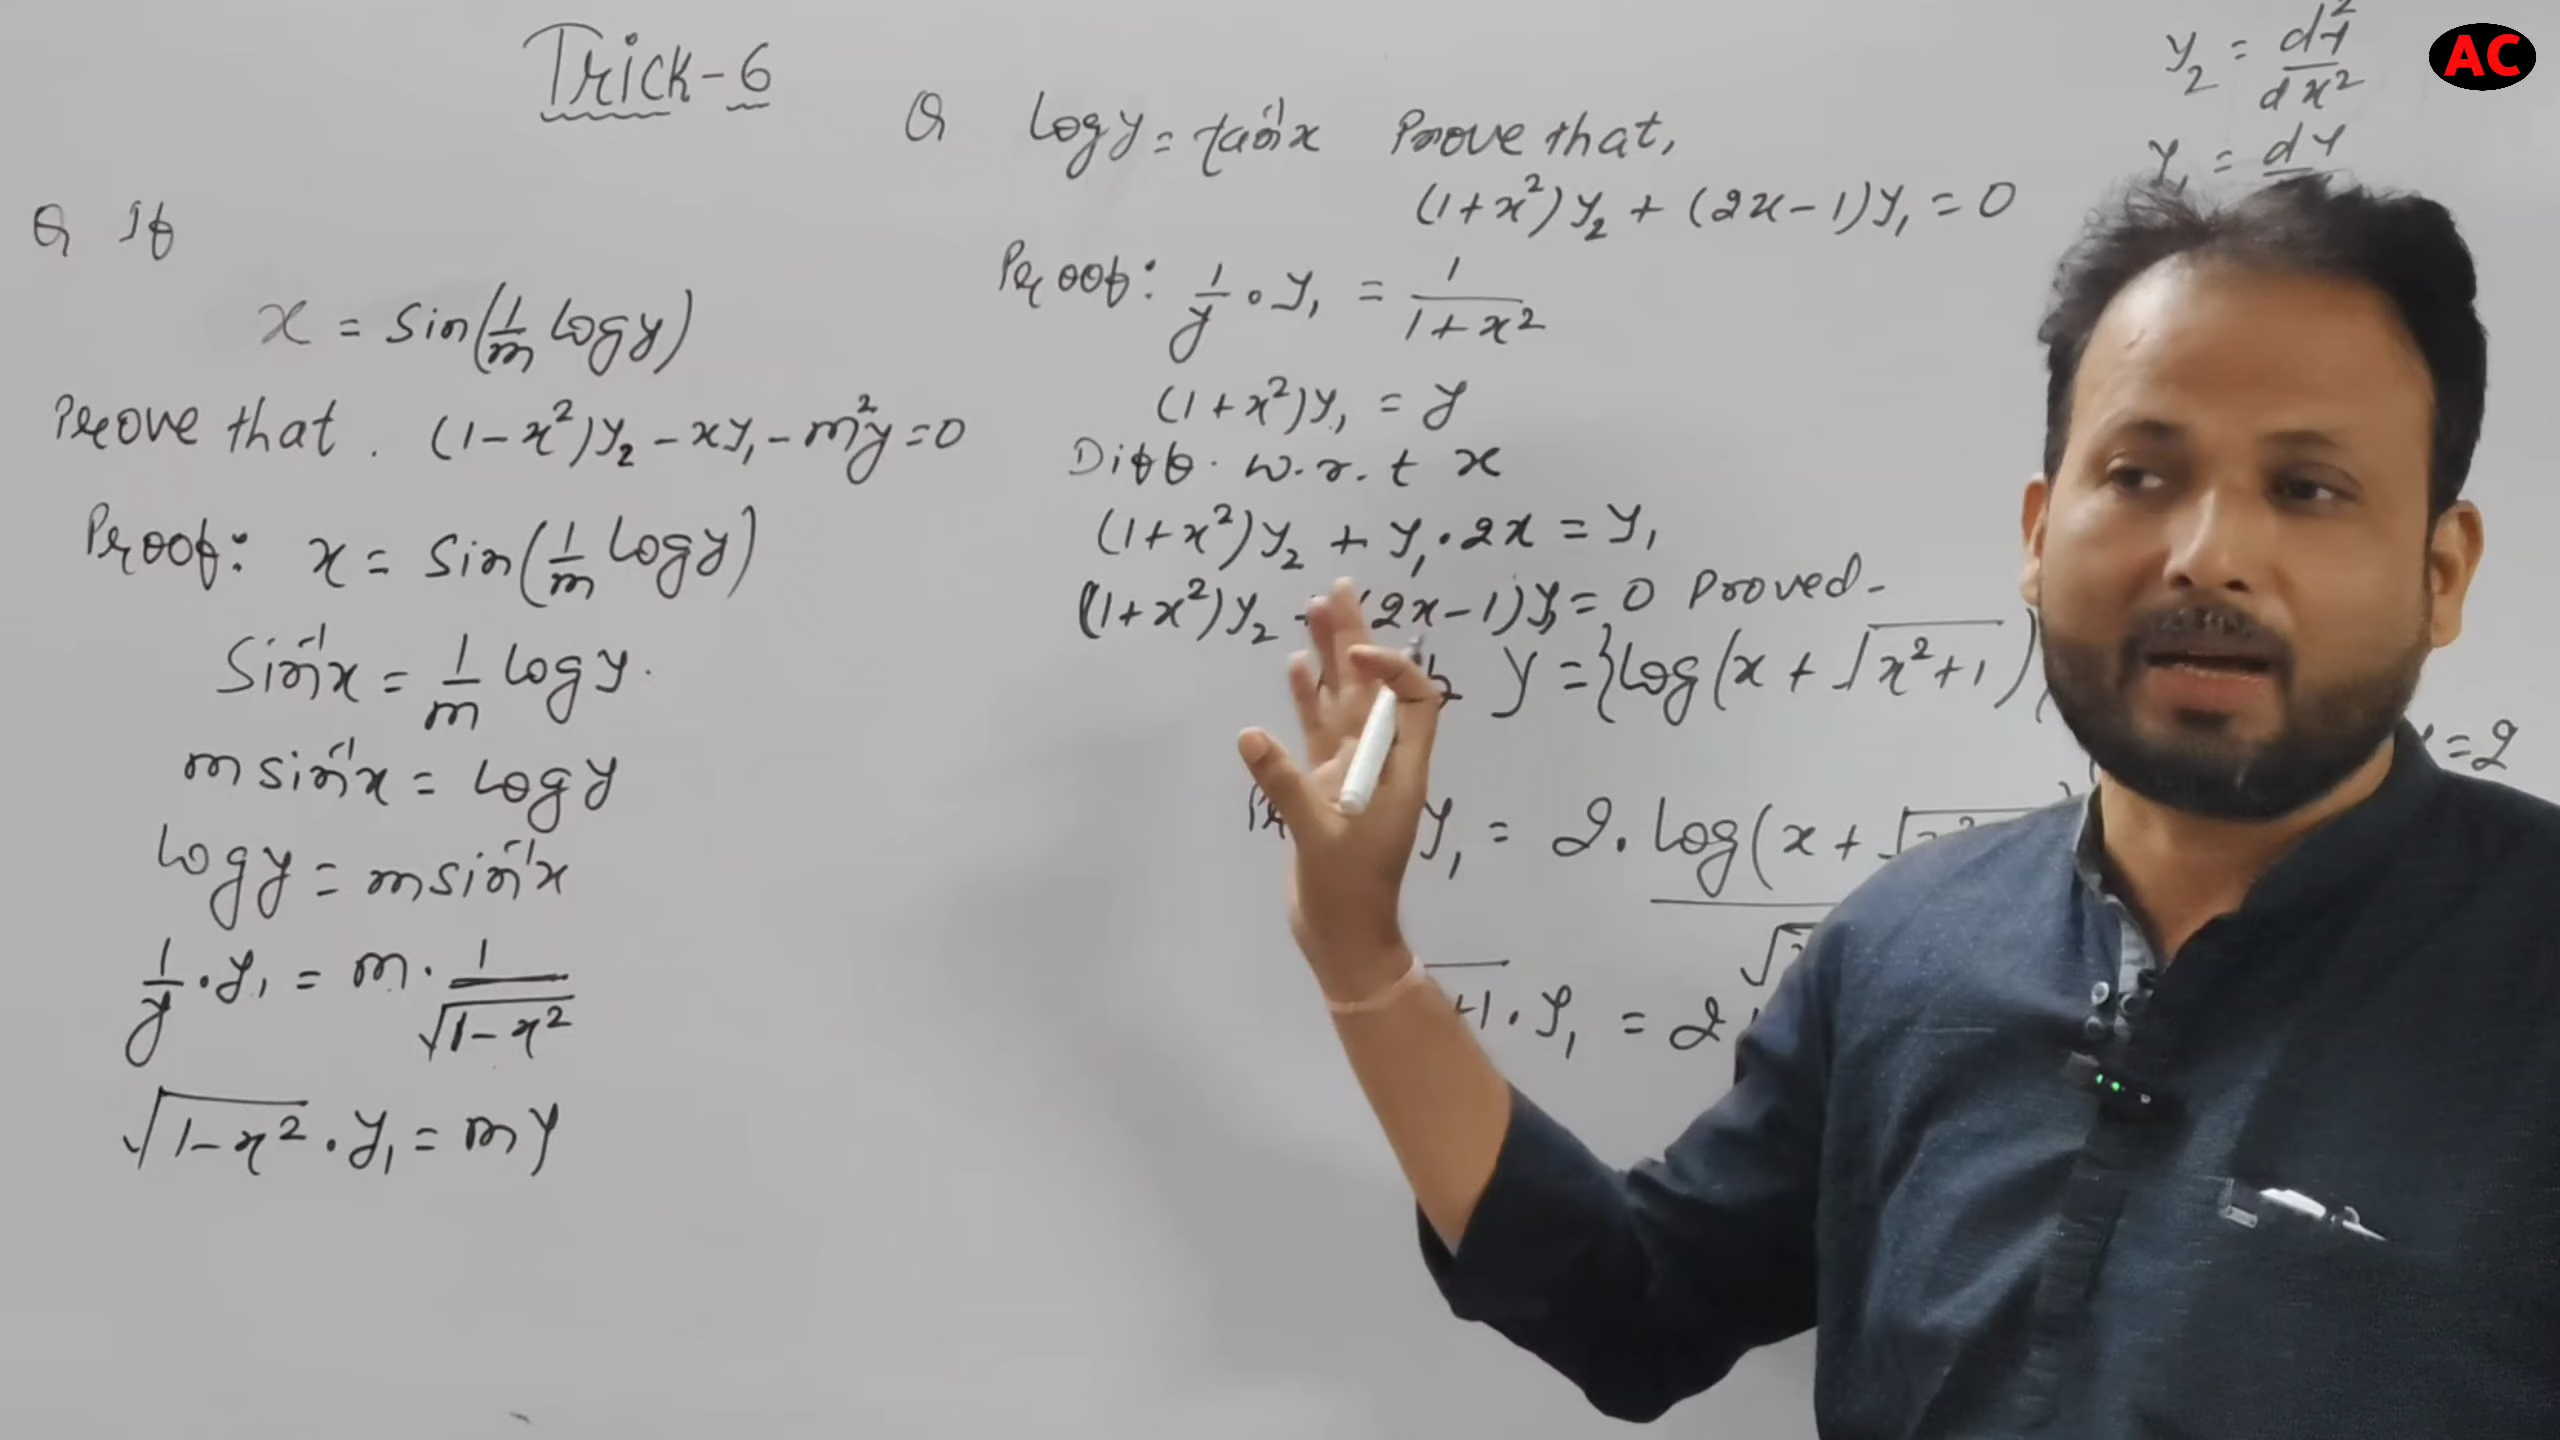 Trick-6
Q If
x = sin(1/m log y)
Prove that. (1-x²)y₂ - xy₁ - m²y = 0
Proof: x = sin(1/m log y)
sin⁻¹x = 1/m log y.
m sin⁻¹x = log y
log y = m sin⁻¹x
1/y · y₁ = m · 1/√(1-x²)
√(1-x²) · y₁ = my
Q log y = tan⁻¹x Prove that,
(1+x²)y₂ + (2x-1)y₁ = 0
Proof: 1/y · y₁ = 1/(1+x²)
(1+x²)y₁ = y
Diff. w.r.t x
(1+x²)y₂ + y₁·2x = y₁
(1+x²)y₂ + (2x-1)y₁ = 0 Proved-
y = {log(x + √(x²+1))
= 2
y₁ = 2. log(x + √
+1 . y₁ = 2
y₂ = d²y/dx²
y₁ = dy
AC